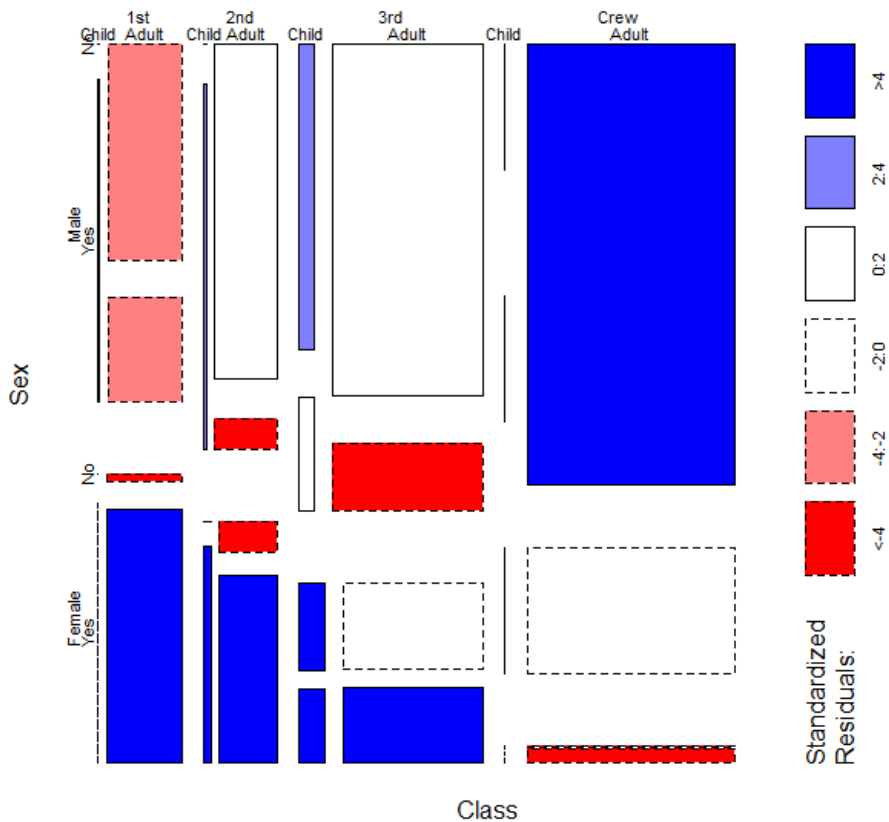 1st 2nd 3rd Crew
Child Adult Child Adult Child Adult Child Adult
No
Male
Yes
Sex
No
Female
Yes
Class
>4
2:4
0:2
-2:0
-4:-2
<-4
Standardized
Residuals: